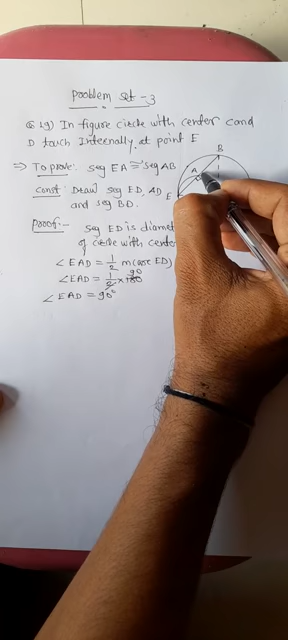 Problem set - 3
Q 19) In figure circle with center c and
D touch Internally at point E
⇒ To prove : seg EA ≅ seg AB
const : Draw seg ED, AD
and seg BD.
B
A
E
Proof:-
seg ED is diamet
of circle with center
∠EAD = 1/2 m(arc ED)
∠EAD = 1/2 × 180 90
∠EAD = 90°